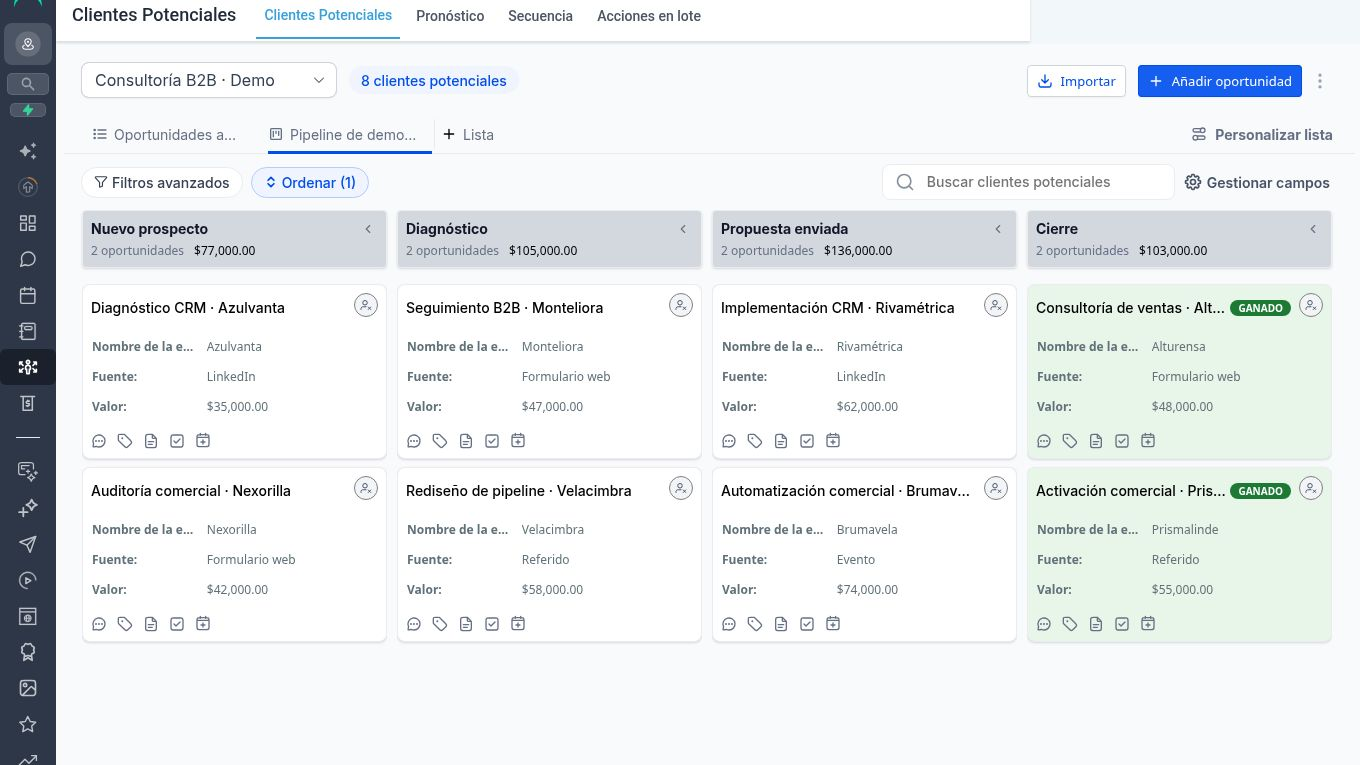 Clientes Potenciales
Clientes Potenciales
Pronóstico
Secuencia
Acciones en lote
Consultoría B2B · Demo
8 clientes potenciales
Importar
Añadir oportunidad
Oportunidades a...
Pipeline de demo...
Lista
Personalizar lista
Filtros avanzados
Ordenar (1)
Buscar clientes potenciales
Gestionar campos
Nuevo prospecto
2 oportunidades $77,000.00
Diagnóstico CRM · Azulvanta
Nombre de la e... Azulvanta
Fuente: LinkedIn
Valor: $35,000.00
Auditoría comercial · Nexorilla
Nombre de la e... Nexorilla
Fuente: Formulario web
Valor: $42,000.00
Diagnóstico
2 oportunidades $105,000.00
Seguimiento B2B · Monteliora
Nombre de la e... Monteliora
Fuente: Formulario web
Valor: $47,000.00
Rediseño de pipeline · Velacimbra
Nombre de la e... Velacimbra
Fuente: Referido
Valor: $58,000.00
Propuesta enviada
2 oportunidades $136,000.00
Implementación CRM · Rivamétrica
Nombre de la e... Rivamétrica
Fuente: LinkedIn
Valor: $62,000.00
Automatización comercial · Brumav...
Nombre de la e... Brumavela
Fuente: Evento
Valor: $74,000.00
Cierre
2 oportunidades $103,000.00
Consultoría de ventas · Alt... GANADO
Nombre de la e... Alturensa
Fuente: Formulario web
Valor: $48,000.00
Activación comercial · Pris... GANADO
Nombre de la e... Prismalinde
Fuente: Referido
Valor: $55,000.00